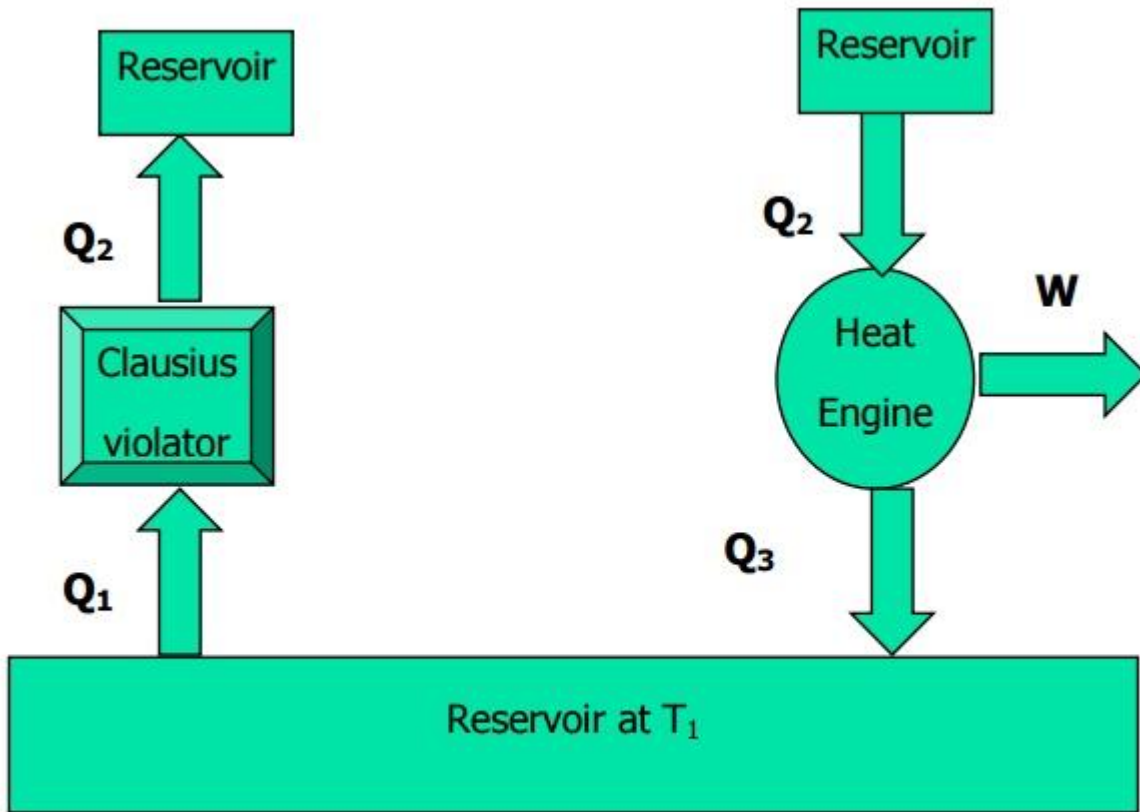 Reservoir
Reservoir
Q₂
Q₂
W
Clausius
violator
Heat
Engine
Q₁
Q₃
Reservoir at T₁